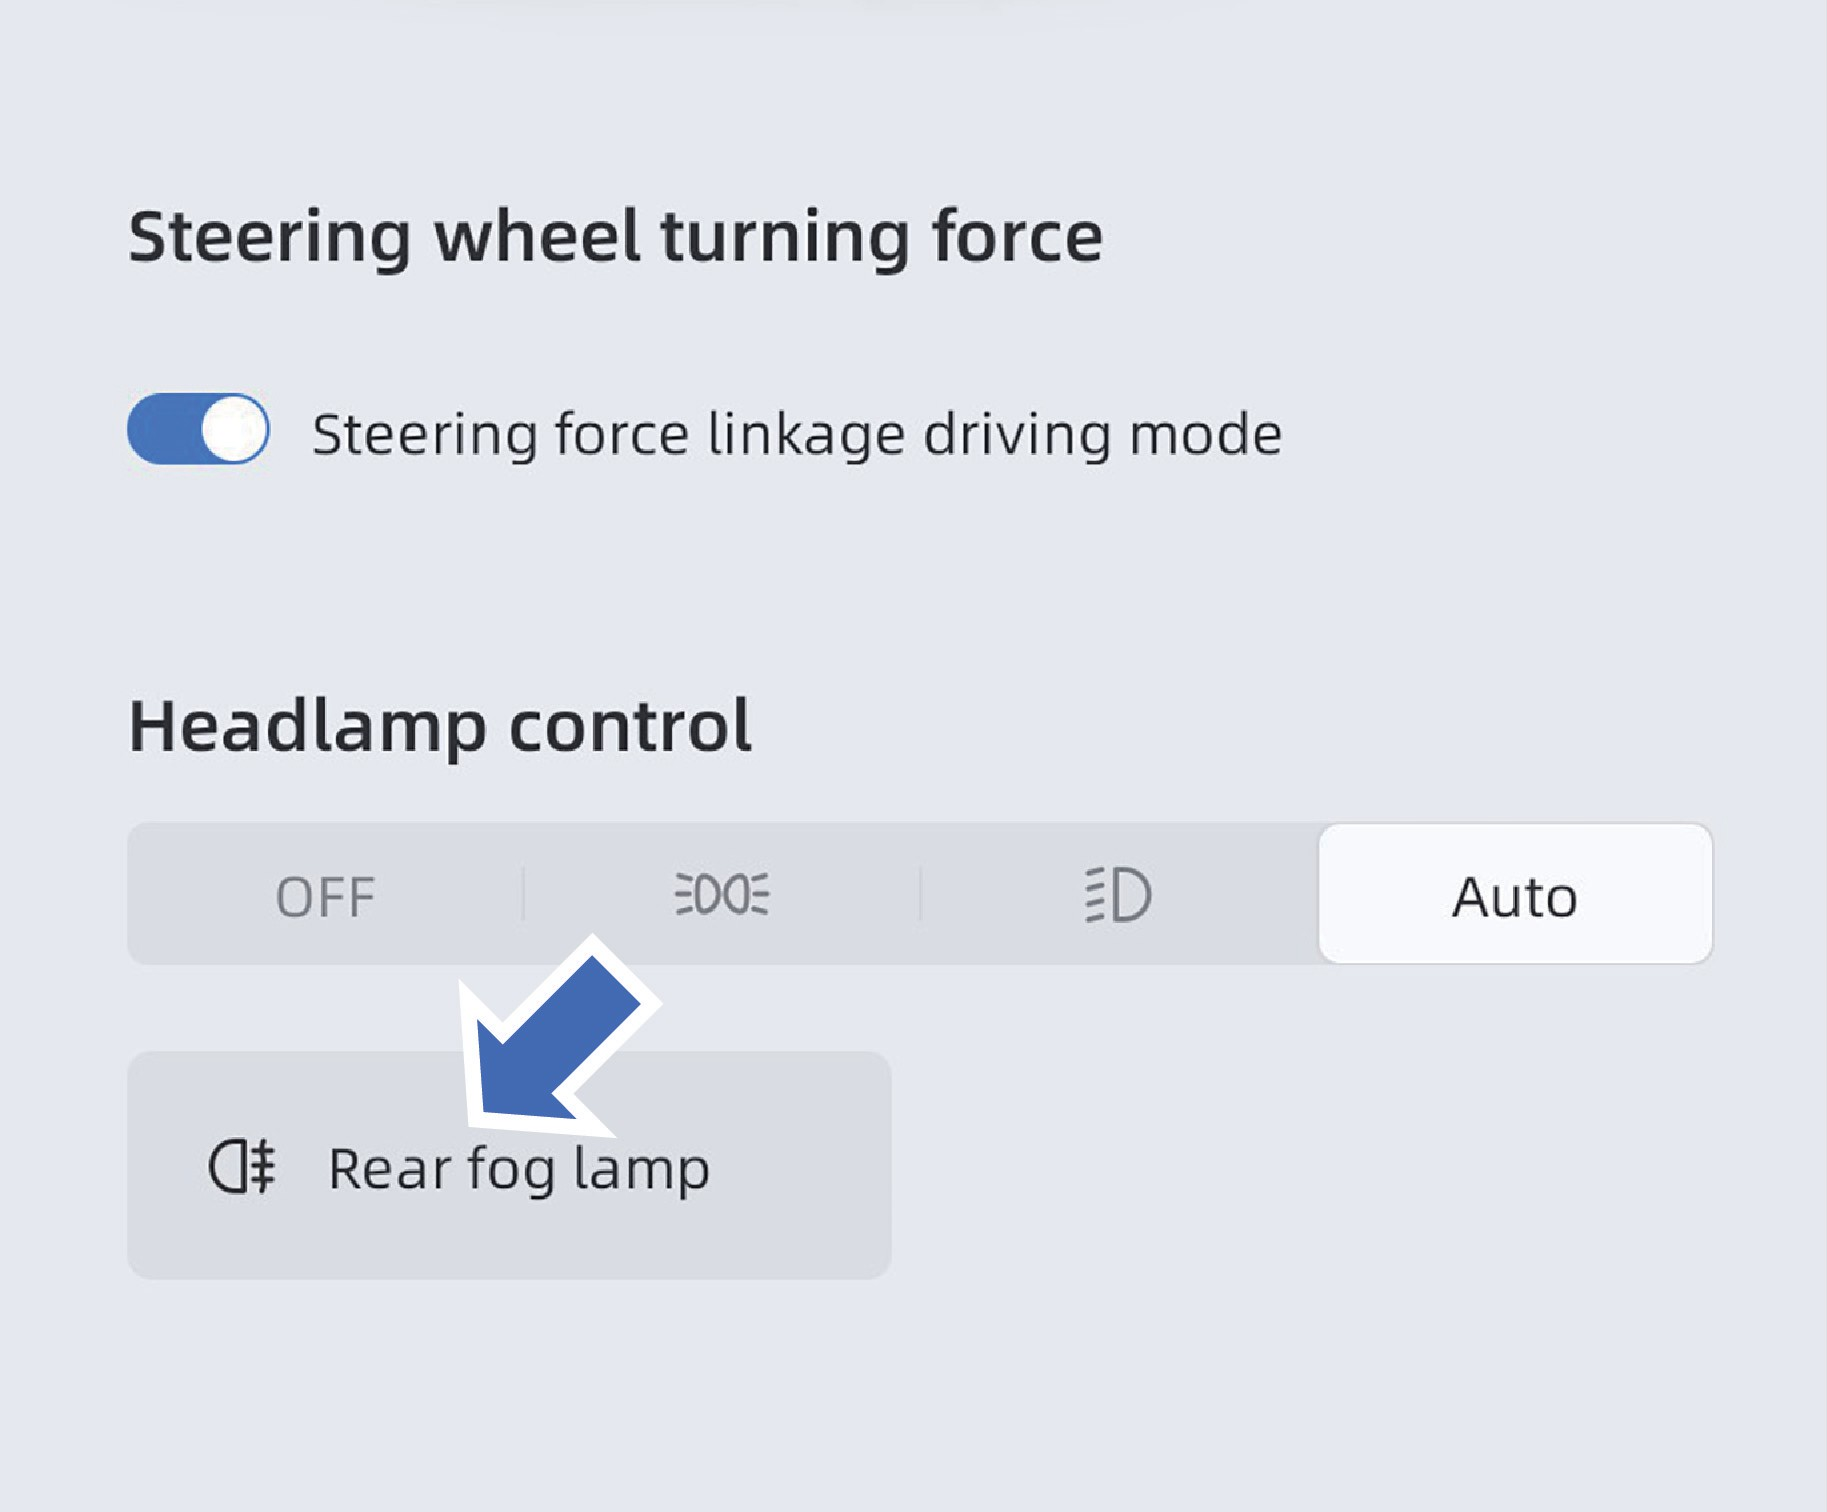 Steering wheel turning force
Steering force linkage driving mode
Headlamp control
OFF
Auto
Rear fog lamp